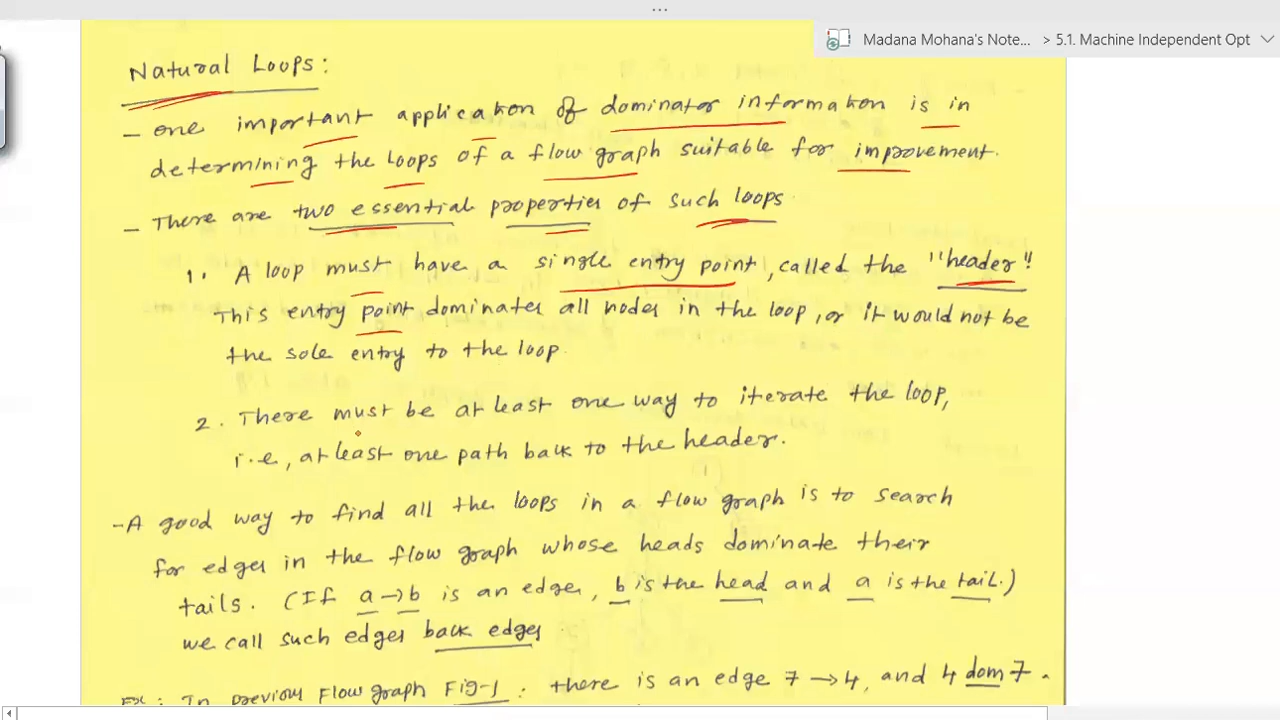 ...
Madana Mohana's Note... > 5.1. Machine Independent Opt
Natural Loops:
- one important application of dominator information is in
determining the loops of a flow graph suitable for improvement.
- There are two essential properties of such loops
1. A loop must have a single entry point, called the "header".
This entry point dominates all nodes in the loop, or it would not be
the sole entry to the loop.
2. There must be at least one way to iterate the loop,
i.e, at least one path back to the header.
- A good way to find all the loops in a flow graph is to search
for edges in the flow graph whose heads dominate their
tails. (If a → b is an edge, b is the head and a is the tail.)
we call such edges back edges
Ex: In previous Flow graph Fig-1: there is an edge 7 → 4, and 4 dom 7.